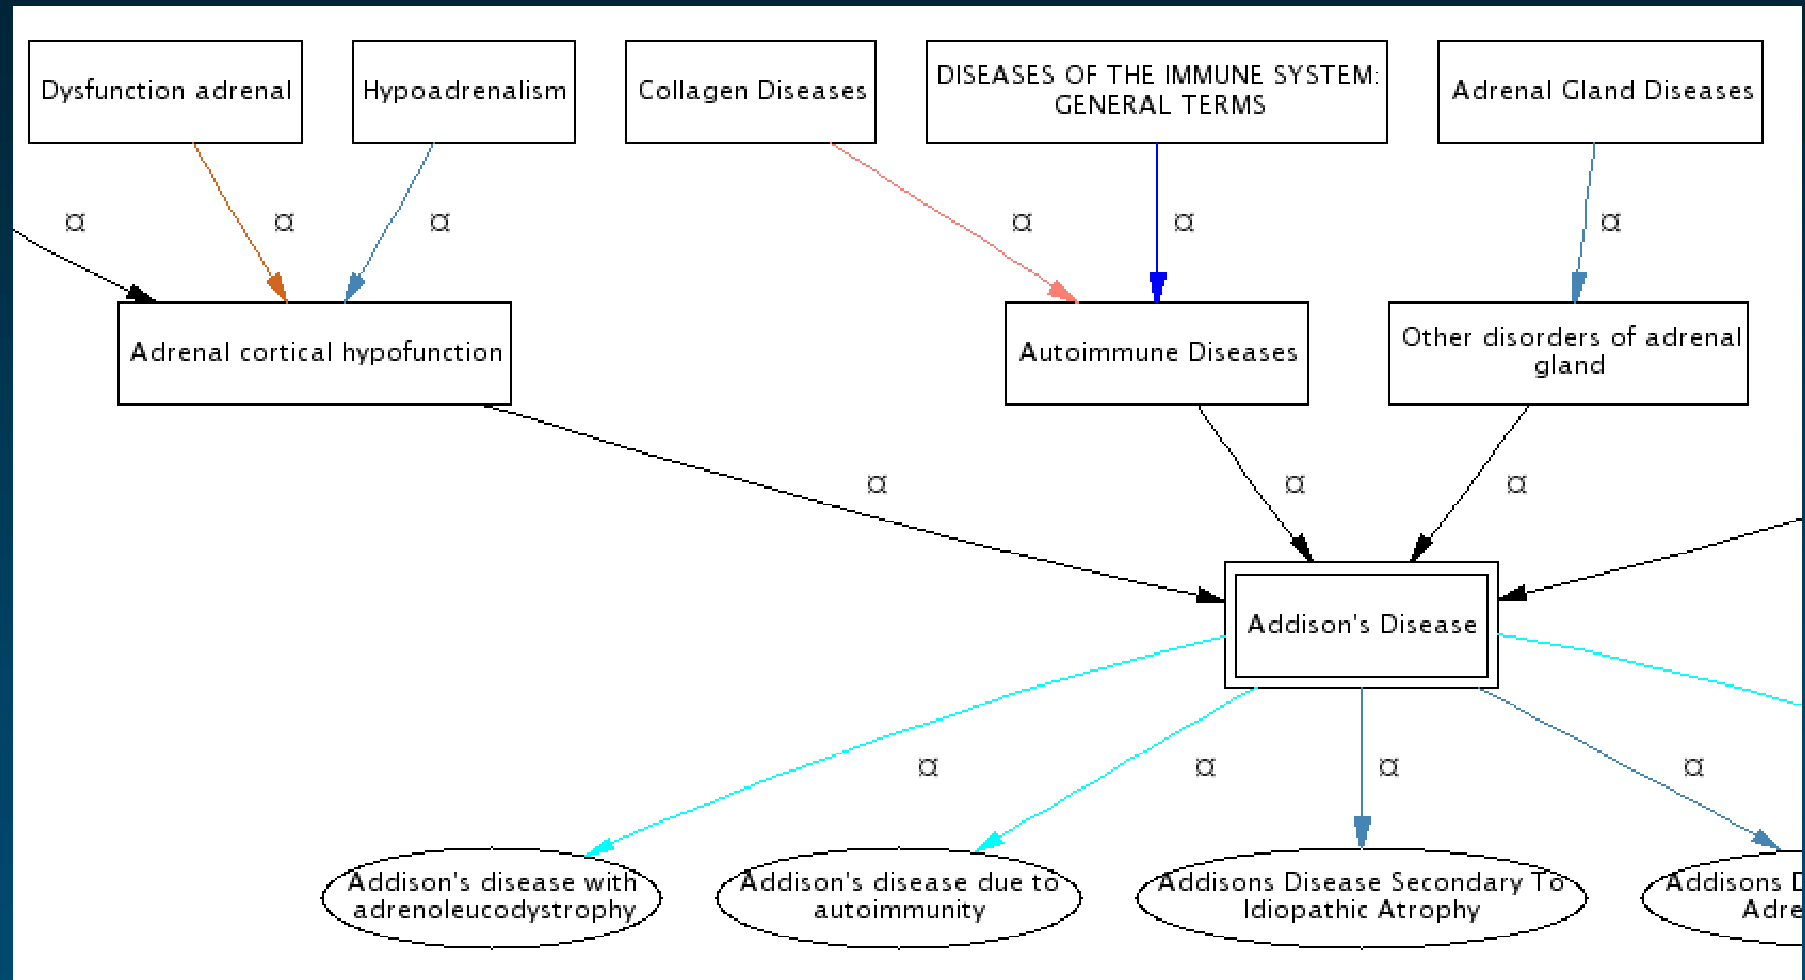 Dysfunction adrenal
Hypoadrenalism
Collagen Diseases
DISEASES OF THE IMMUNE SYSTEM:
GENERAL TERMS
Adrenal Gland Diseases
¤
¤
¤
¤
¤
¤
Adrenal cortical hypofunction
Autoimmune Diseases
Other disorders of adrenal
gland
¤
¤
¤
Addison's Disease
¤
¤
¤
¤
Addison's disease with
adrenoleucodystrophy
Addison's disease due to
autoimmunity
Addisons Disease Secondary To
Idiopathic Atrophy
Addisons